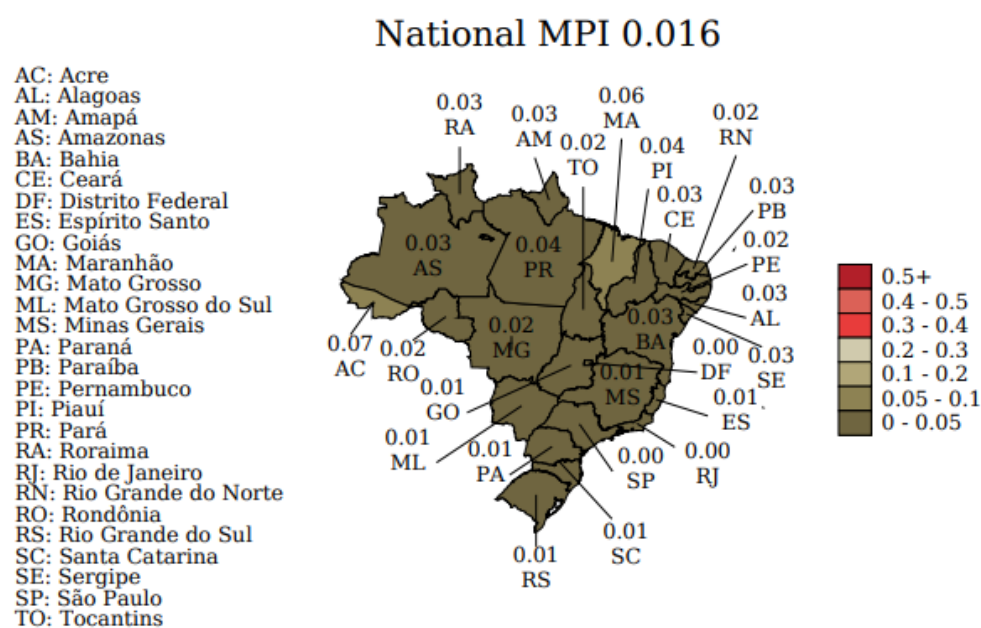 National MPI 0.016
AC: Acre
AL: Alagoas
AM: Amapá
AS: Amazonas
BA: Bahia
CE: Ceará
DF: Distrito Federal
ES: Espírito Santo
GO: Goiás
MA: Maranhão
MG: Mato Grosso
ML: Mato Grosso do Sul
MS: Minas Gerais
PA: Paraná
PB: Paraíba
PE: Pernambuco
PI: Piauí
PR: Pará
RA: Roraima
RJ: Rio de Janeiro
RN: Rio Grande do Norte
RO: Rondônia
RS: Rio Grande do Sul
SC: Santa Catarina
SE: Sergipe
SP: São Paulo
TO: Tocantins
0.03
RA
0.03
AM
0.02
TO
0.06
MA
0.04
PI
0.02
RN
0.03
CE
0.03
PB
0.02
PE
0.03
AL
0.03
SE
0.03
AS
0.04
PR
0.03
BA
0.02
MG
0.01
MS
0.00
DF
0.01
ES
0.07
AC
0.02
RO
0.01
GO
0.01
ML
0.01
PA
0.00
SP
0.00
RJ
0.01
SC
0.01
RS
0.5+
0.4 - 0.5
0.3 - 0.4
0.2 - 0.3
0.1 - 0.2
0.05 - 0.1
0 - 0.05